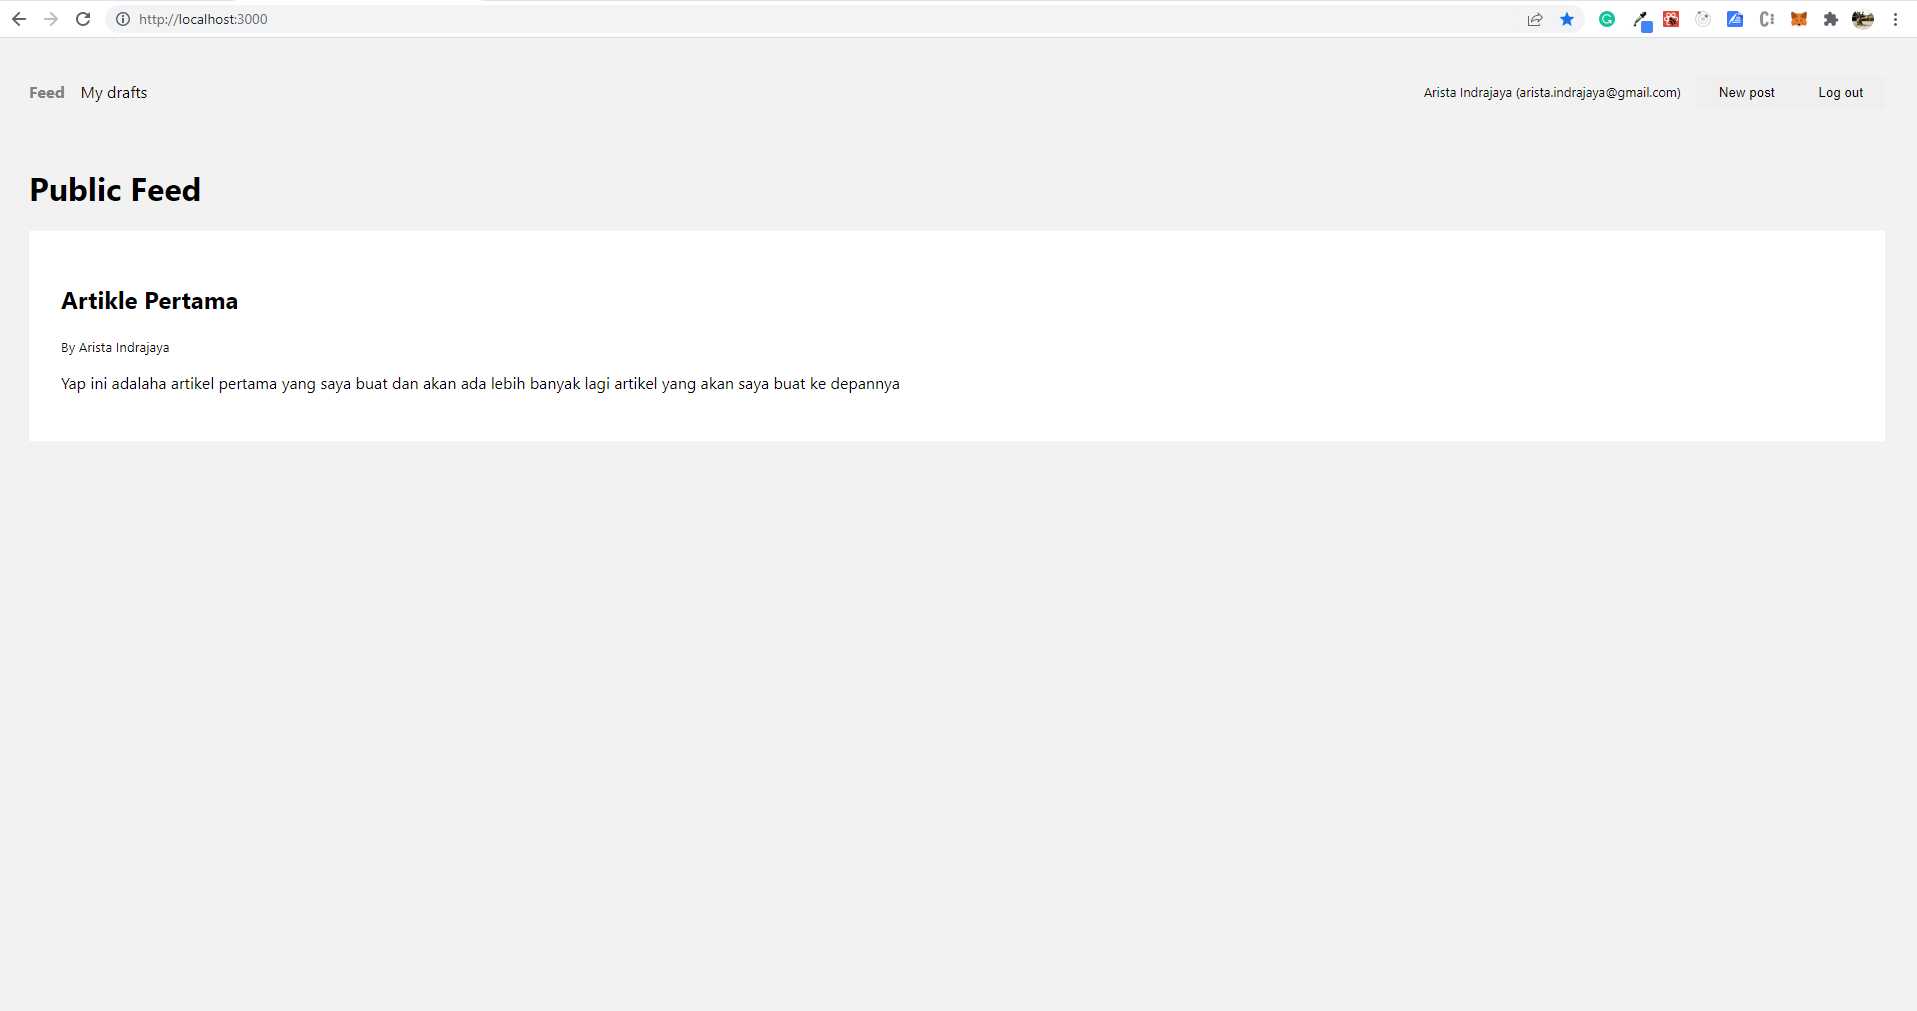 http://localhost:3000
Feed My drafts
Arista Indrajaya (arista.indrajaya@gmail.com) New post Log out
Public Feed
Artikle Pertama
By Arista Indrajaya
Yap ini adalaha artikel pertama yang saya buat dan akan ada lebih banyak lagi artikel yang akan saya buat ke depannya